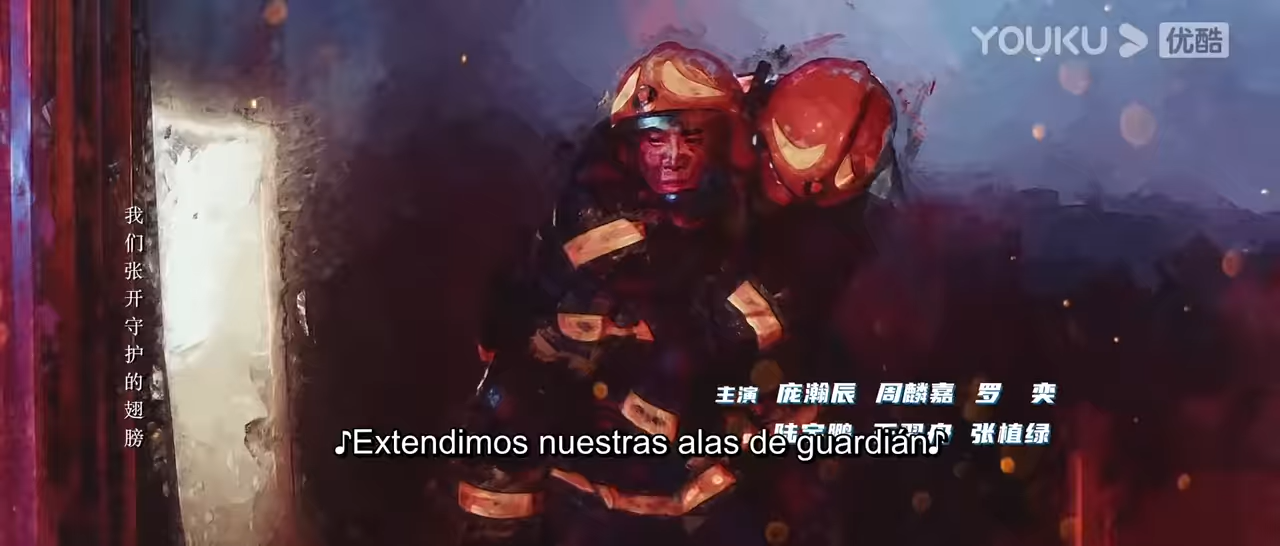 YOUKU 优酷
我们张开守护的翅膀
主演 庞瀚辰 周麟嘉 罗 奕
张植绿
♪Extendimos nuestras alas de guardián♪